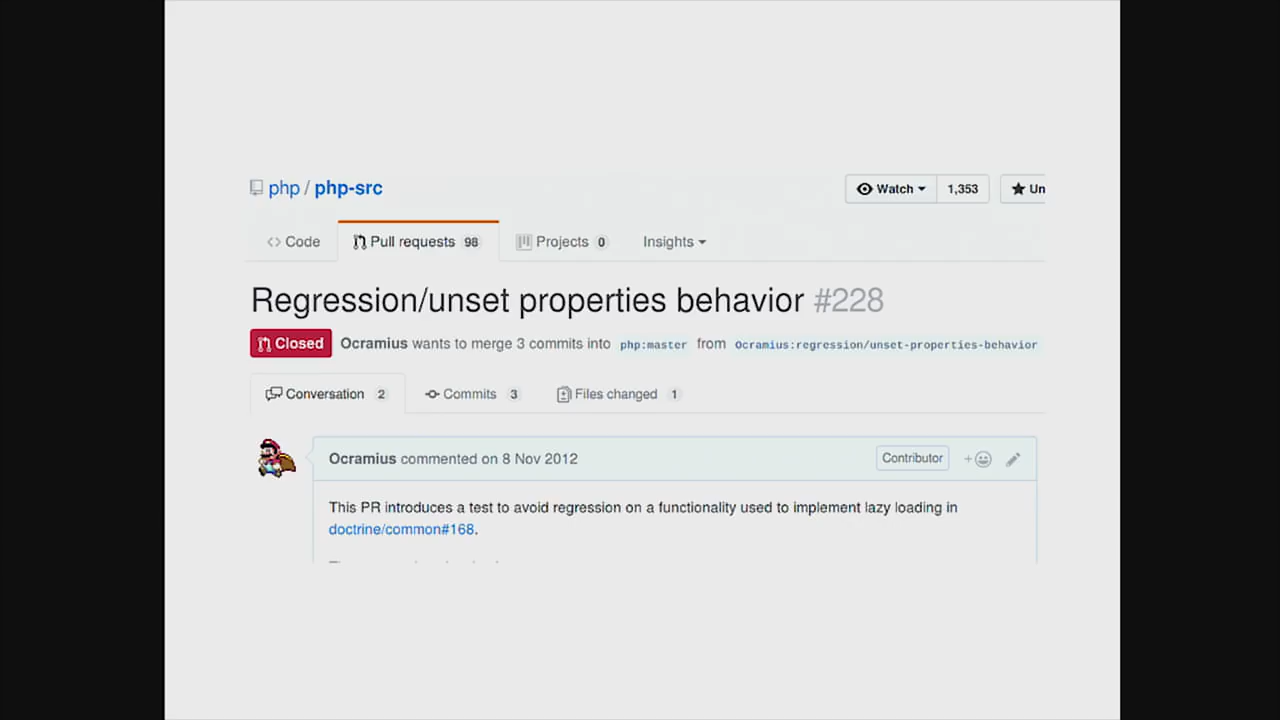 php / php-src
Watch 1,353
Un
Code
Pull requests 98
Projects 0
Insights
Regression/unset properties behavior #228
Closed
Ocramius wants to merge 3 commits into php:master from Ocramius:regression/unset-properties-behavior
Conversation 2
Commits 3
Files changed 1
Ocramius commented on 8 Nov 2012
Contributor
This PR introduces a test to avoid regression on a functionality used to implement lazy loading in
doctrine/common#168.